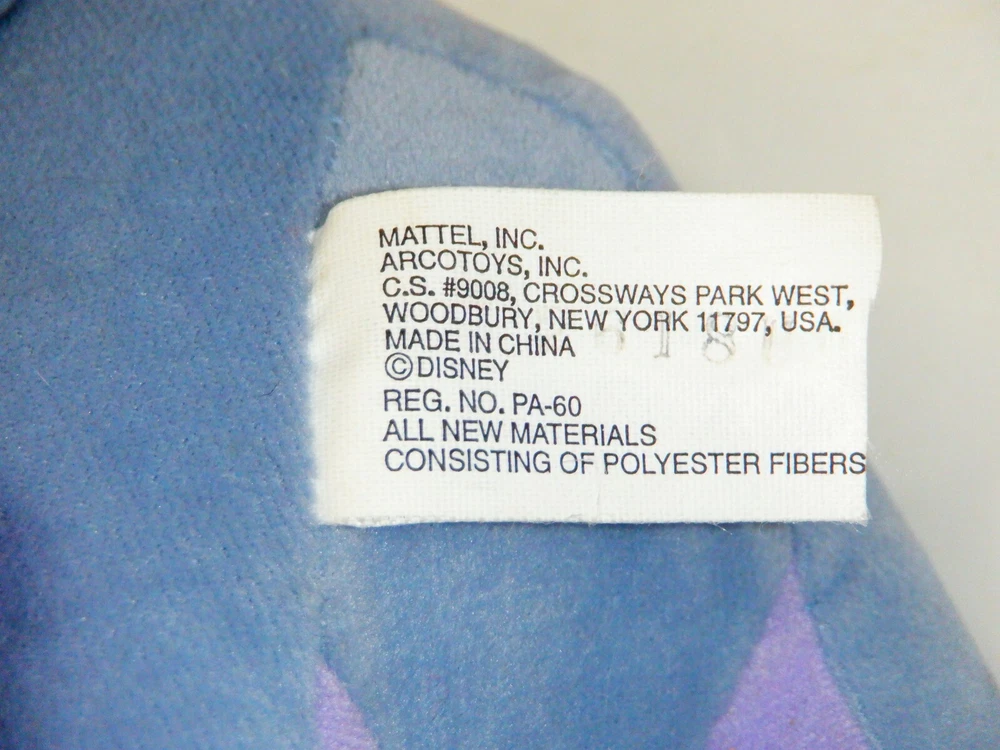 MATTEL, INC.
ARCOTOYS, INC.
C.S. #9008, CROSSWAYS PARK WEST,
WOODBURY, NEW YORK 11797, USA.
MADE IN CHINA
©DISNEY
REG. NO. PA-60
ALL NEW MATERIALS
CONSISTING OF POLYESTER FIBERS